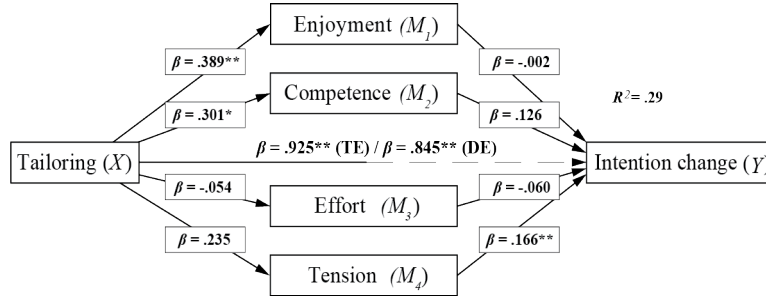 Enjoyment (M1)
β = .389** β = -.002
Competence (M2) R2 = .29
β = .301* β = .126
β = .925** (TE) / β = .845** (DE)
Tailoring (X) Intention change (Y)
β = -.054 β = -.060
Effort (M3)
β = .235 β = .166**
Tension (M4)